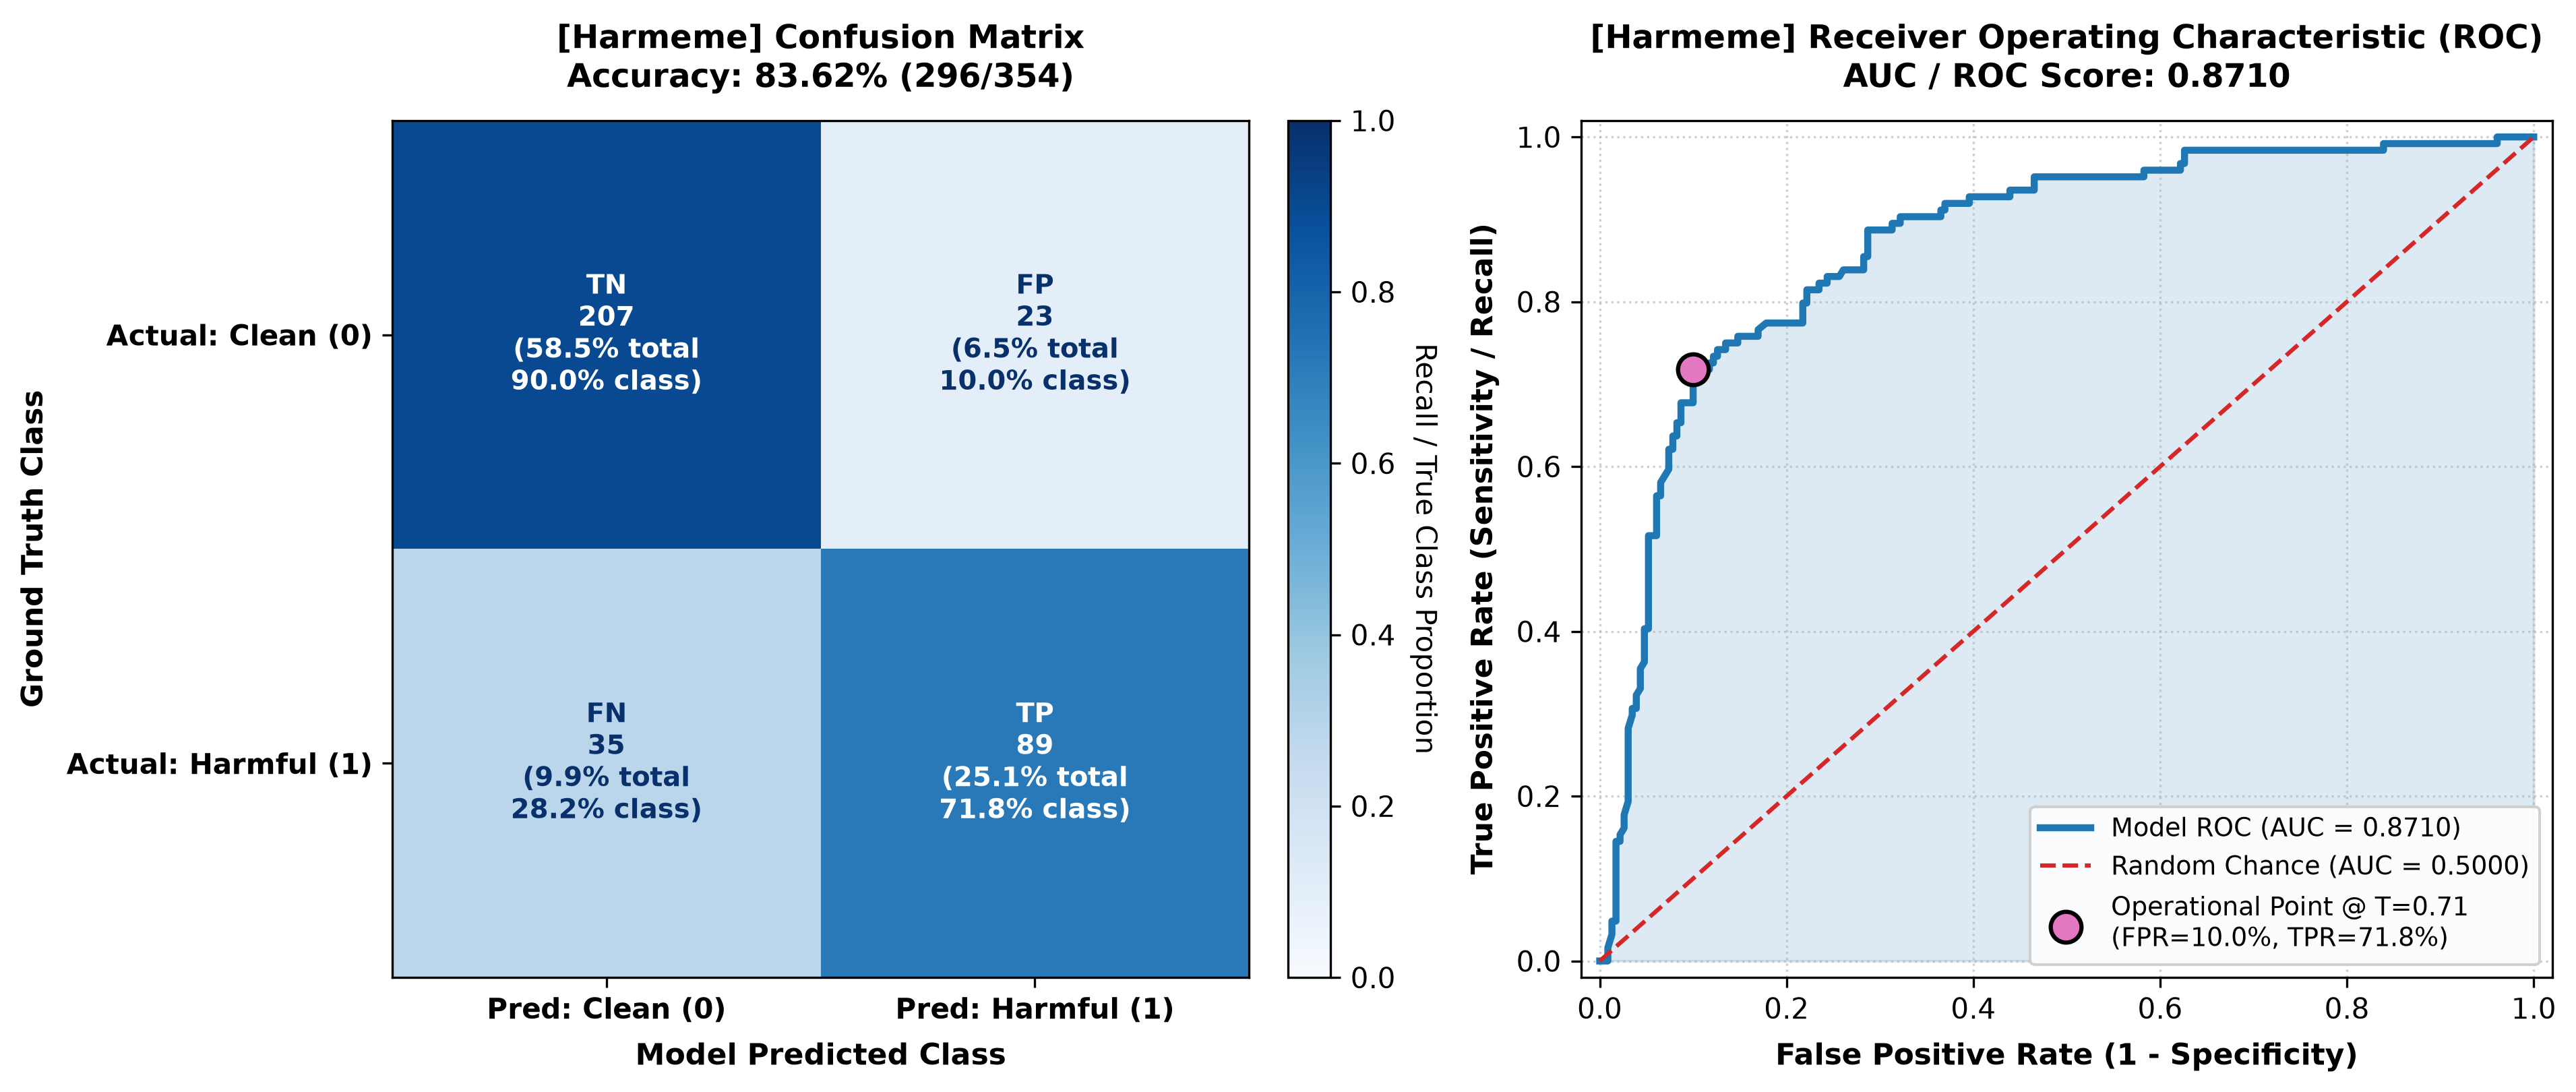 [Harmeme] Confusion Matrix
Accuracy: 83.62% (296/354)
Ground Truth Class
Actual: Clean (0)
Actual: Harmful (1)
TN
207
(58.5% total
90.0% class)
FP
23
(6.5% total
10.0% class)
FN
35
(9.9% total
28.2% class)
TP
89
(25.1% total
71.8% class)
Pred: Clean (0)
Pred: Harmful (1)
Model Predicted Class
1.0
0.8
0.6
0.4
0.2
0.0
Recall / True Class Proportion
[Harmeme] Receiver Operating Characteristic (ROC)
AUC / ROC Score: 0.8710
True Positive Rate (Sensitivity / Recall)
1.0
0.8
0.6
0.4
0.2
0.0
Model ROC (AUC = 0.8710)
Random Chance (AUC = 0.5000)
Operational Point @ T=0.71
(FPR=10.0%, TPR=71.8%)
0.0
0.2
0.4
0.6
0.8
1.0
False Positive Rate (1 - Specificity)